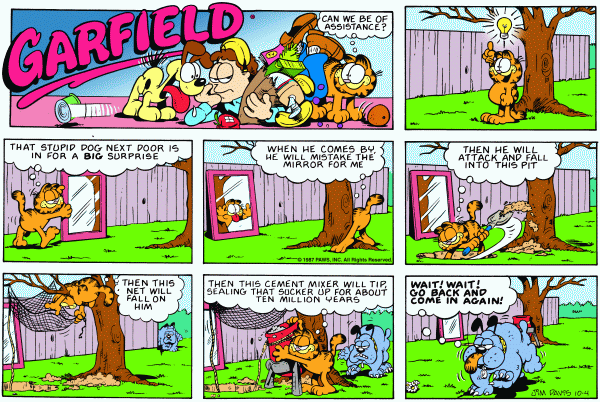 GARFIELD
CAN WE BE OF
ASSISTANCE?
THAT STUPID DOG NEXT DOOR IS
IN FOR A BIG SURPRISE
WHEN HE COMES BY,
HE WILL MISTAKE THE
MIRROR FOR ME
© 1987 PAWS, INC. All Rights Reserved.
THEN HE WILL
ATTACK AND FALL
INTO THIS PIT
THEN THIS
NET WILL
FALL ON
HIM
THEN THIS CEMENT MIXER WILL TIP,
SEALING THAT SUCKER UP FOR ABOUT
TEN MILLION YEARS
WAIT! WAIT!
GO BACK AND
COME IN AGAIN!
JIM DAVIS 10-4